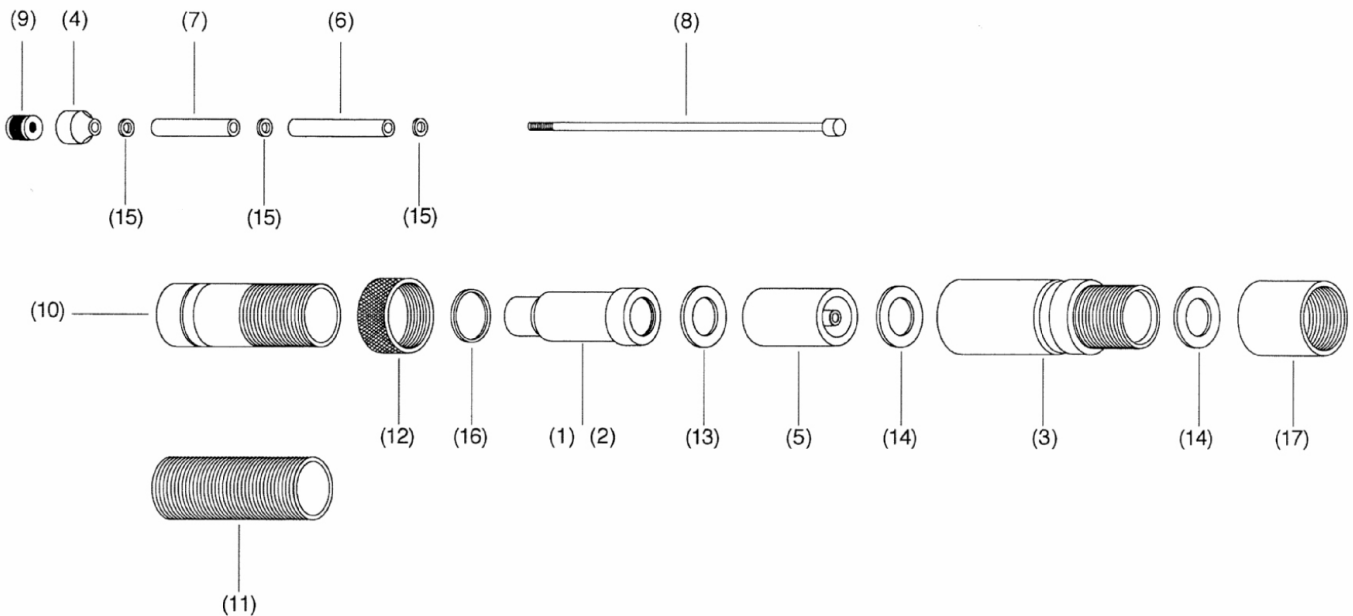 (9) (4) (7) (6) (8)
(15) (15) (15)
(10)
(12) (16) (1) (2) (13) (5) (14) (3) (14) (17)
(11)